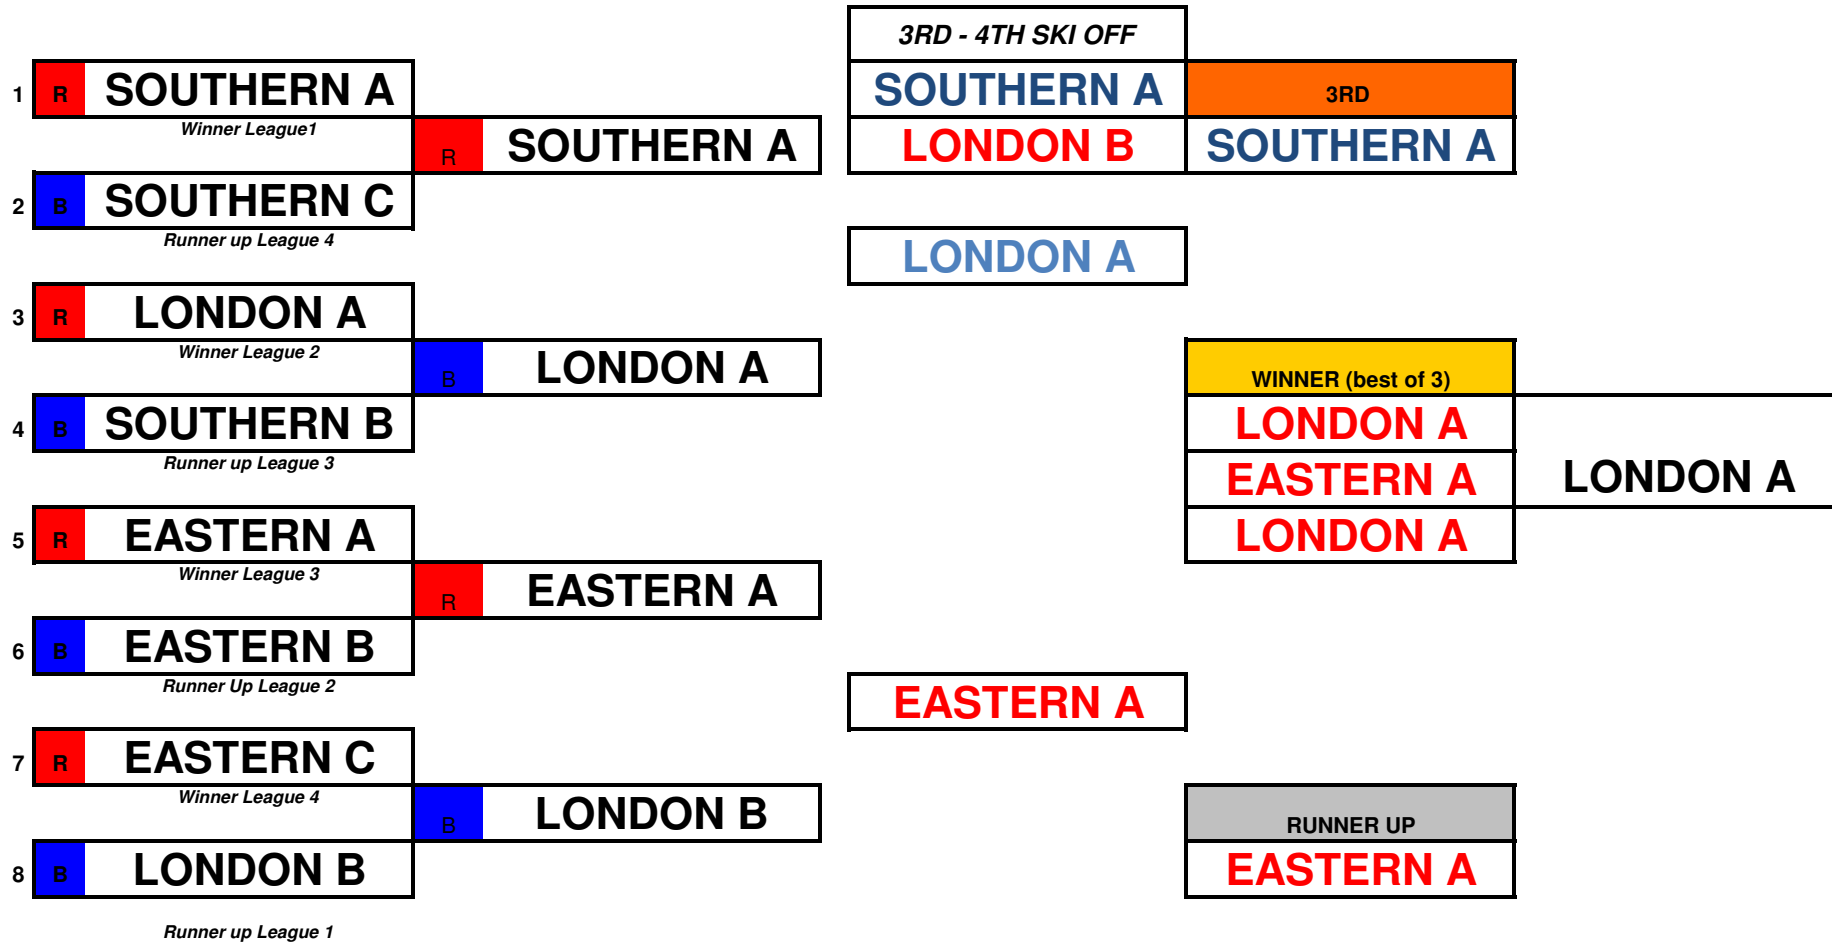 3RD - 4TH SKI OFF
1 R SOUTHERN A
SOUTHERN A
3RD
Winner League1
R SOUTHERN A
LONDON B
SOUTHERN A
2 B SOUTHERN C
Runner up League 4
LONDON A
3 R LONDON A
Winner League 2
B LONDON A
WINNER (best of 3)
4 B SOUTHERN B
LONDON A
Runner up League 3
EASTERN A
LONDON A
5 R EASTERN A
LONDON A
Winner League 3
R EASTERN A
6 B EASTERN B
Runner Up League 2
EASTERN A
7 R EASTERN C
Winner League 4
B LONDON B
RUNNER UP
8 B LONDON B
EASTERN A
Runner up League 1